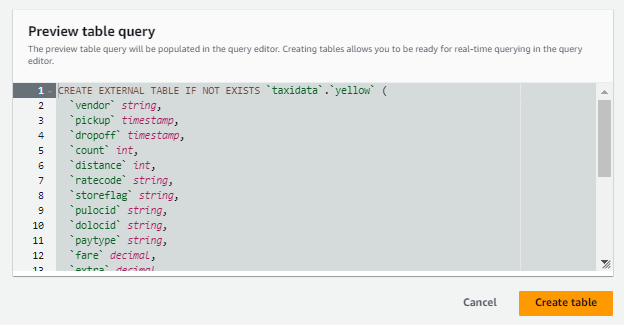 Preview table query
The preview table query will be populated in the query editor. Creating tables allows you to be ready for real-time querying in the query
editor.
1 CREATE EXTERNAL TABLE IF NOT EXISTS `taxidata`.`yellow` (
2 `vendor` string,
3 `pickup` timestamp,
4 `dropoff` timestamp,
5 `count` int,
6 `distance` int,
7 `ratecode` string,
8 `storeflag` string,
9 `pulocid` string,
10 `dolocid` string,
11 `paytype` string,
12 `fare` decimal,
13 `extra` decimal
Cancel Create table